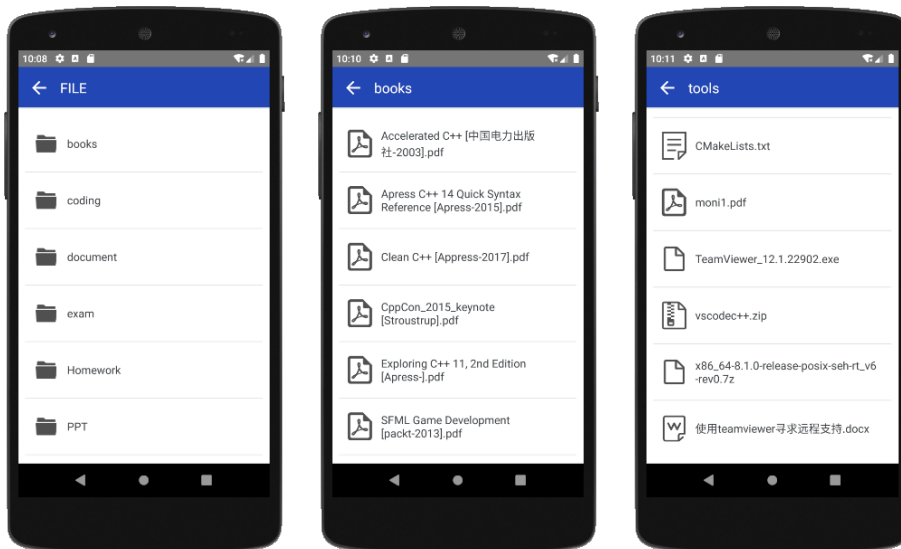 10:08
FILE
books
coding
document
exam
Homework
PPT
10:10
books
Accelerated C++ [中国电力出版
社-2003].pdf
Apress C++ 14 Quick Syntax
Reference [Apress-2015].pdf
Clean C++ [Appress-2017].pdf
CppCon_2015_keynote
[Stroustrup].pdf
Exploring C++ 11, 2nd Edition
[Apress-].pdf
SFML Game Development
[packt-2013].pdf
10:11
tools
CMakeLists.txt
moni1.pdf
TeamViewer_12.1.22902.exe
vscodec++.zip
x86_64-8.1.0-release-posix-seh-rt_v6
-rev0.7z
使用teamviewer寻求远程支持.docx